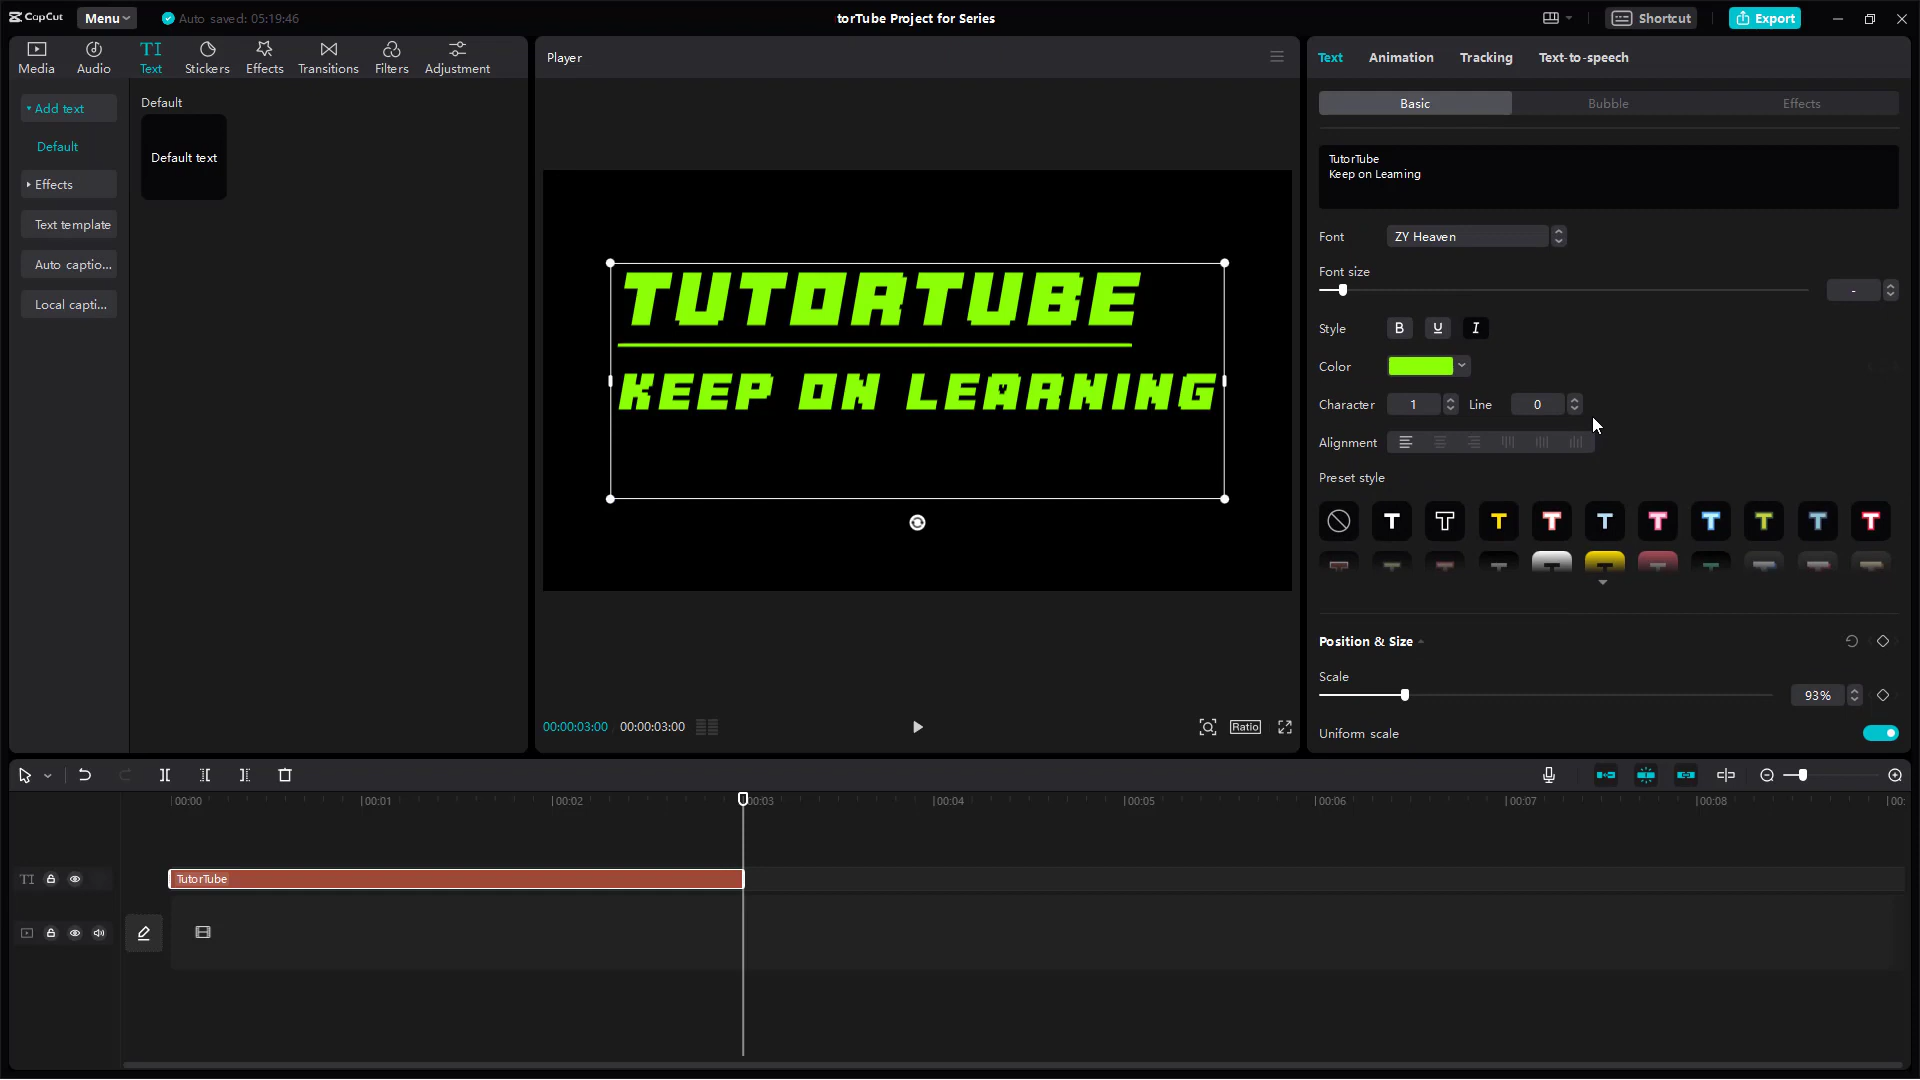 CapCut
Menu
Auto saved: 05:19:46
torTube Project for Series
Shortcut
Export
Media
Audio
TI
Text
Stickers
Effects
Transitions
Filters
Adjustment
Add text
Default
Effects
Text template
Auto captio...
Local capti...
Default
Default text
Player
TUTORTUBE
KEEP ON LEARNING
00:00:03:00
00:00:03:00
Ratio
Text
Animation
Tracking
Text-to-speech
Basic
Bubble
Effects
TutorTube
Keep on Learning
Font
ZY Heaven
Font size
-
Style
B
U
I
Color
Character
1
Line
0
Alignment
Preset style
T
T
T
T
T
T
T
T
T
T
Position & Size
Scale
93%
Uniform scale
00:00
00:01
00:02
00:03
00:04
00:05
00:06
00:07
00:08
00:
TI
TutorTube